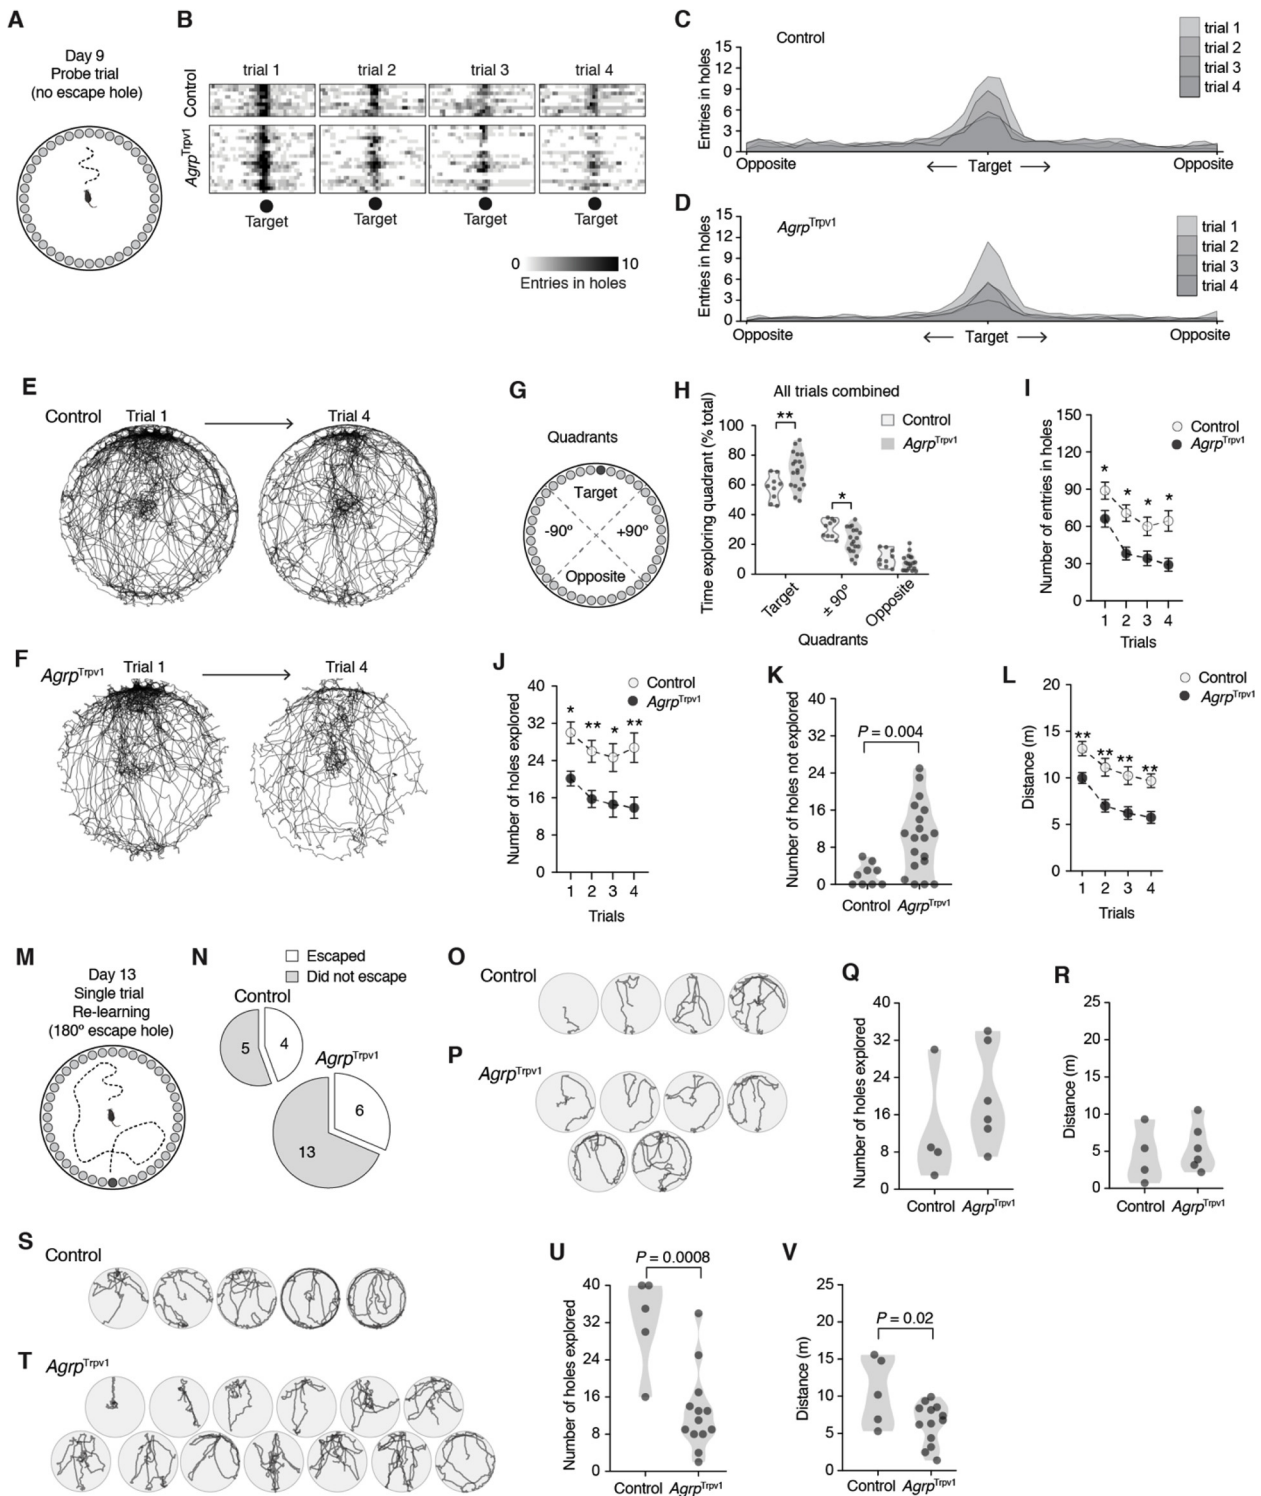 A
Day 9
Probe trial
(no escape hole)
B
trial 1 trial 2 trial 3 trial 4
Control
AgrpTrpv1
Target Target Target Target
0 10
Entries in holes
C
Control
trial 1
trial 2
trial 3
trial 4
Entries in holes
15
12
9
6
3
0
Opposite ← Target → Opposite
D
AgrpTrpv1
trial 1
trial 2
trial 3
trial 4
Entries in holes
15
12
9
6
3
0
Opposite ← Target → Opposite
E
Control Trial 1 Trial 4
F
AgrpTrpv1 Trial 1 Trial 4
G
Quadrants
Target
-90º +90º
Opposite
H
All trials combined
Control
AgrpTrpv1
Time exploring quadrant (% total)
100
80
60
40
20
0
** *
Target ± 90º Opposite
Quadrants
I
Control
AgrpTrpv1
Number of entries in holes
150
120
90
60
30
0
* * * *
1 2 3 4
Trials
J
Control
AgrpTrpv1
Number of holes explored
40
32
24
16
8
0
* ** * **
1 2 3 4
Trials
K
P = 0.004
Number of holes not explored
40
32
24
16
8
0
Control AgrpTrpv1
L
Control
AgrpTrpv1
Distance (m)
20
15
10
5
0
** ** ** **
1 2 3 4
Trials
M
Day 13
Single trial
Re-learning
(180º escape hole)
N
Escaped
Did not escape
Control
5 4
AgrpTrpv1
6
13
O
Control
P
AgrpTrpv1
Q
Number of holes explored
40
32
24
16
8
0
Control AgrpTrpv1
R
Distance (m)
25
20
15
10
5
0
Control AgrpTrpv1
S
Control
T
AgrpTrpv1
U
P = 0.0008
Number of holes explored
40
32
24
16
8
0
Control AgrpTrpv1
V
P = 0.02
Distance (m)
25
20
15
10
5
0
Control AgrpTrpv1